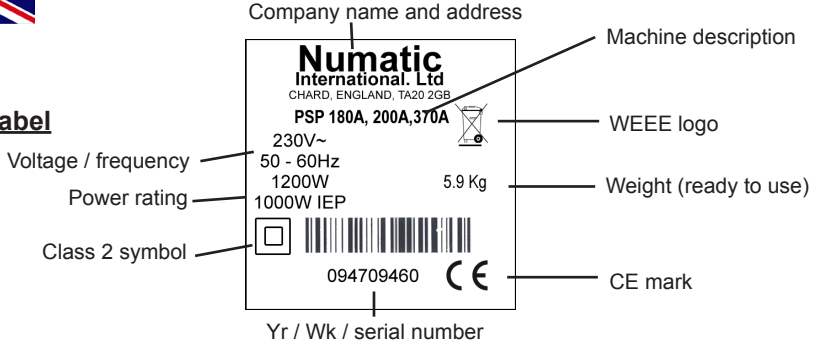 Company name and address
Numatic
International. Ltd
CHARD, ENGLAND, TA20 2GB
Machine description
PSP 180A, 200A,370A
abel
WEEE logo
Voltage / frequency
230V~
50 - 60Hz
Power rating
1200W
1000W IEP
5.9 Kg
Weight (ready to use)
Class 2 symbol
094709460
CE
CE mark
Yr / Wk / serial number